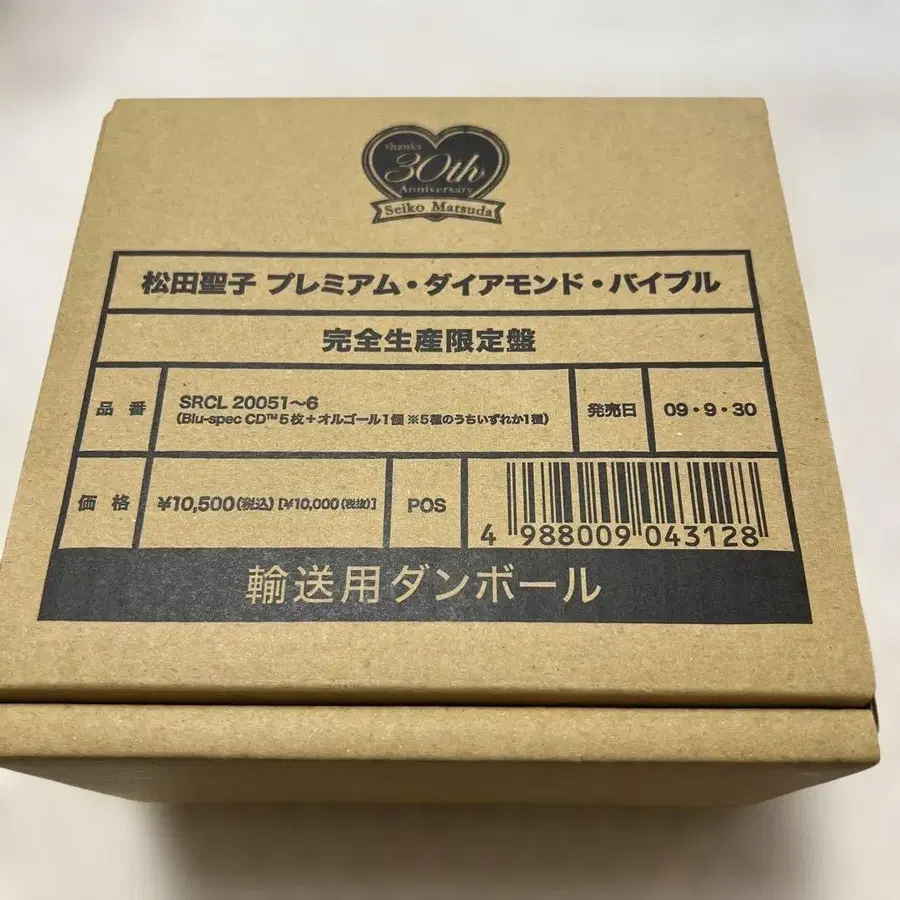 thanks
30th
Anniversary
Seiko Matsuda
松田聖子 プレミアム・ダイアモンド・バイブル
完全生産限定盤
品 番
SRCL 20051〜6
(Blu-spec CD™5枚+オルゴール1個 ※5種のうちいずれか1種)
発売日
09・9・30
価 格
¥10,500(税込) [¥10,000(税抜)]
POS
4 988009 043128
輸送用ダンボール